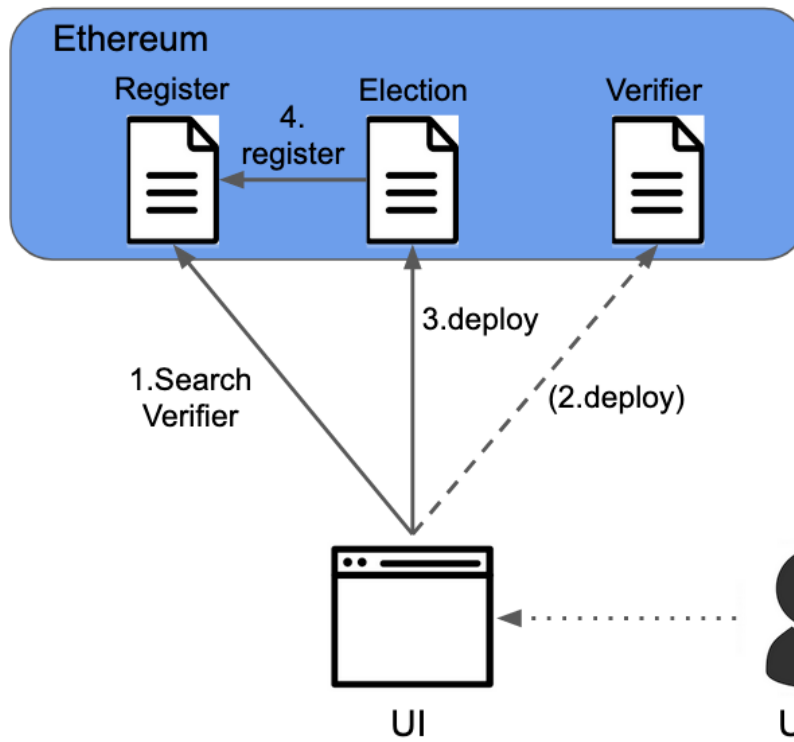 Ethereum
Register
Election
Verifier
4.
register
3.deploy
1.Search
Verifier
(2.deploy)
UI